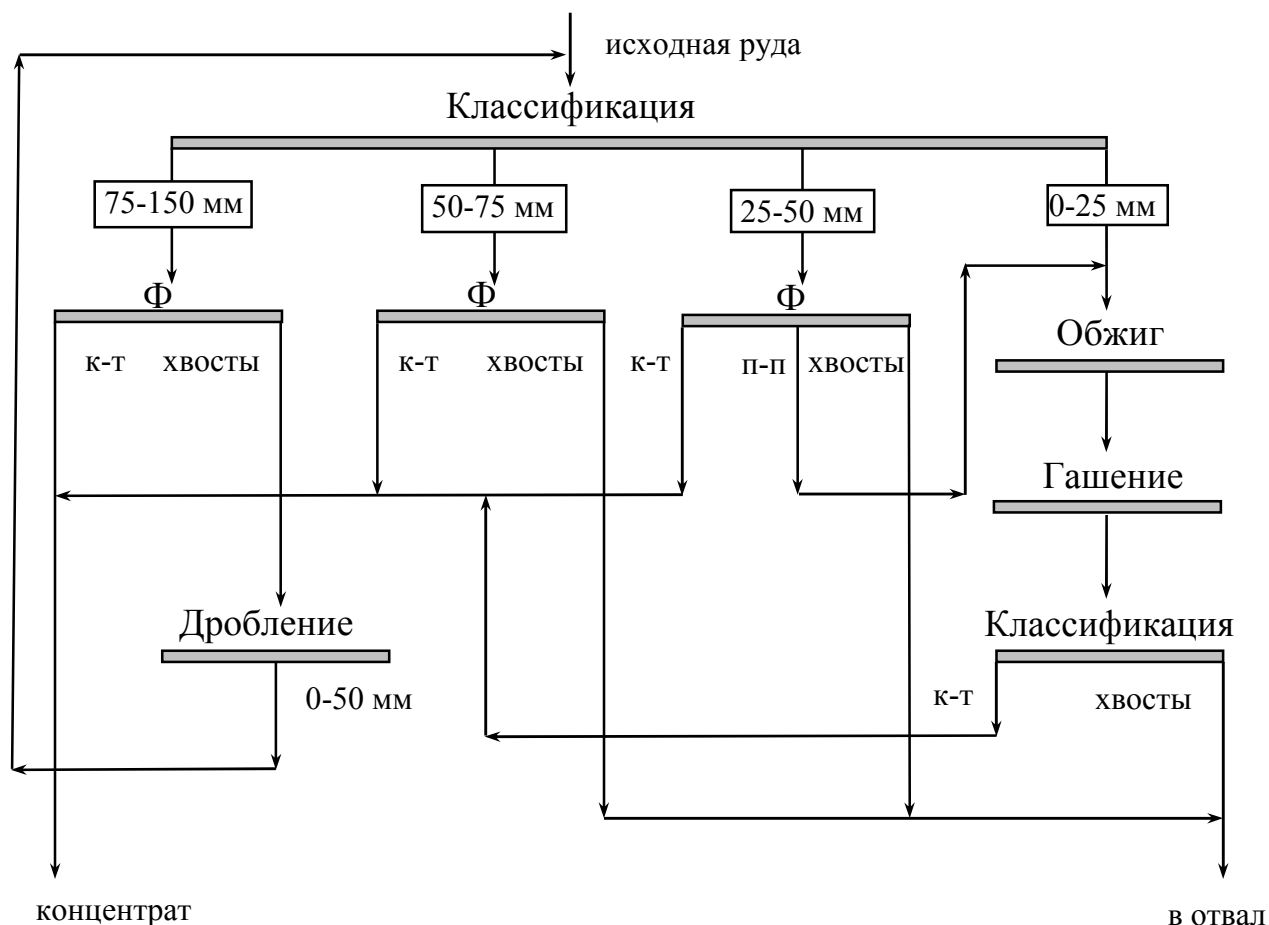 исходная руда
Классификация
75-150 мм
50-75 мм
25-50 мм
0-25 мм
Ф
Ф
Ф
к-т
хвосты
к-т
хвосты
к-т
п-п
хвосты
Обжиг
Гашение
Дробление
Классификация
0-50 мм
к-т
хвосты
концентрат
в отвал